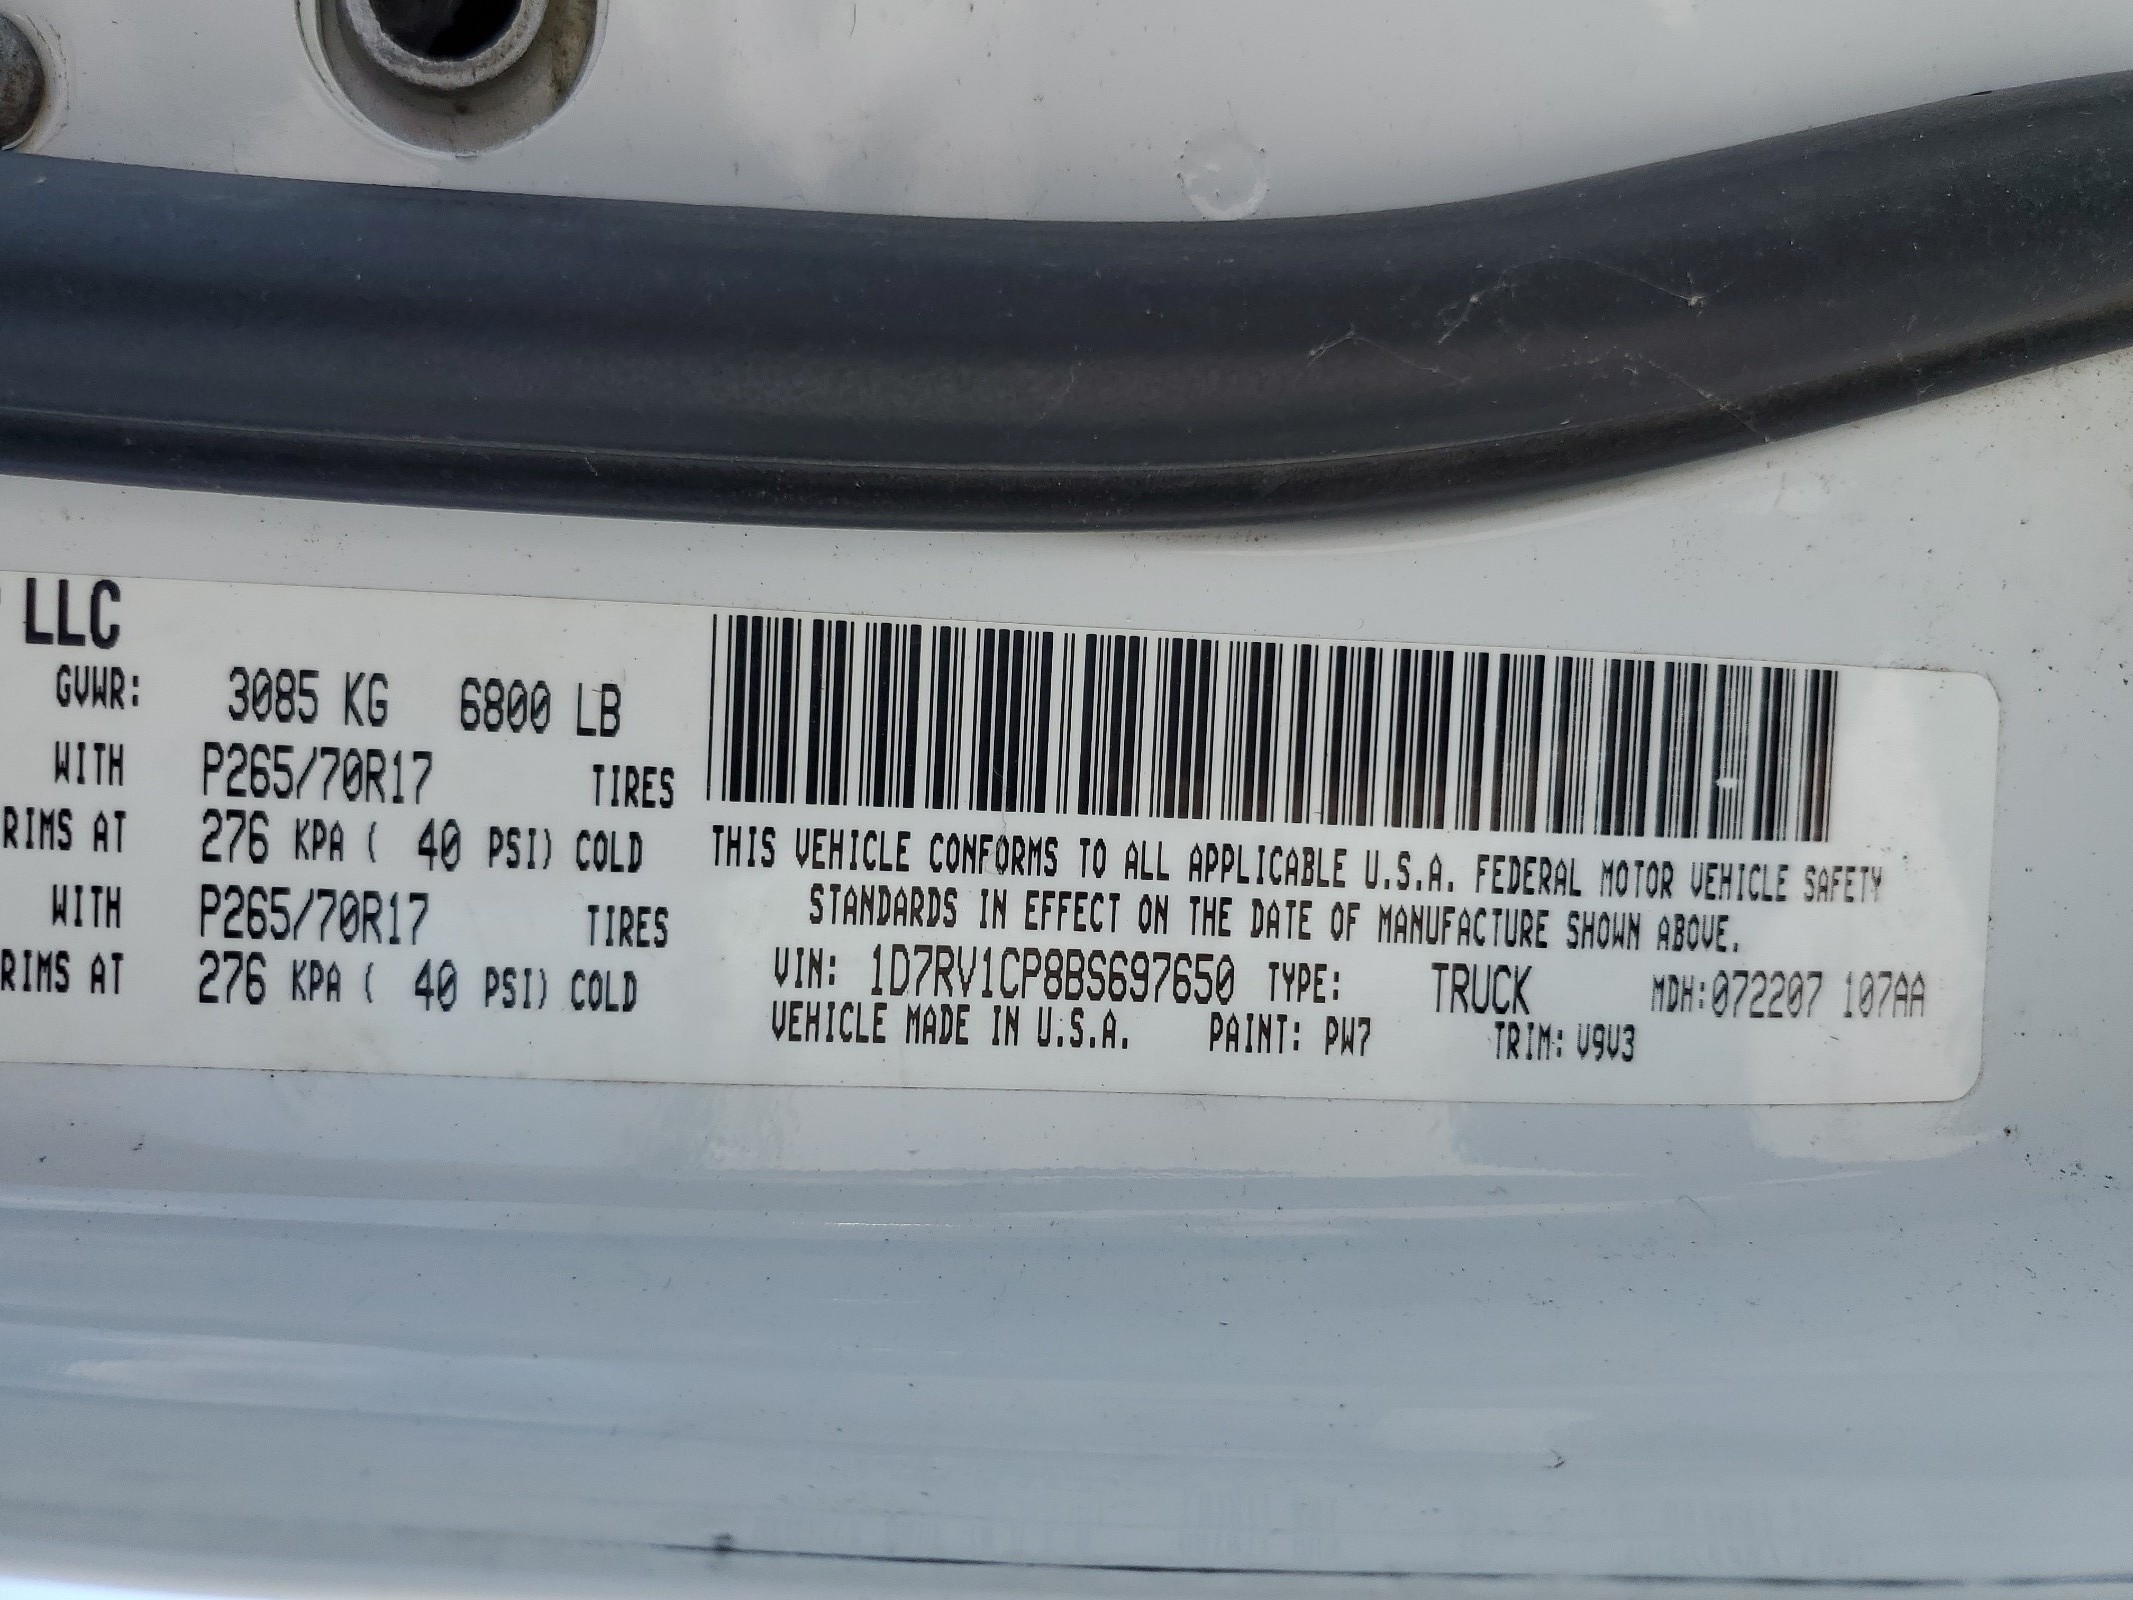 LLC
GVWR: 3085 KG 6800 LB
WITH P265/70R17 TIRES
RIMS AT 276 KPA ( 40 PSI) COLD
WITH P265/70R17 TIRES
RIMS AT 276 KPA ( 40 PSI) COLD
THIS VEHICLE CONFORMS TO ALL APPLICABLE U.S.A. FEDERAL MOTOR VEHICLE SAFETY
STANDARDS IN EFFECT ON THE DATE OF MANUFACTURE SHOWN ABOVE.
VIN: 1D7RV1CP8BS697650 TYPE: TRUCK MDH:072207 107AA
VEHICLE MADE IN U.S.A. PAINT: PW7 TRIM: V9V3